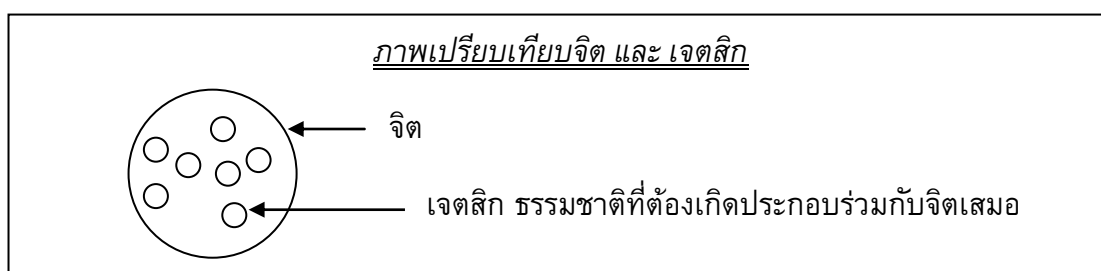 ภาพเปรียบเทียบจิต และ เจตสิก
จิต
เจตสิก ธรรมชาติที่ต้องเกิดประกอบร่วมกับจิตเสมอ